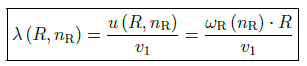 λ (R, n_R) = u (R, n_R) / v_1 = ω_R (n_R) · R / v_1